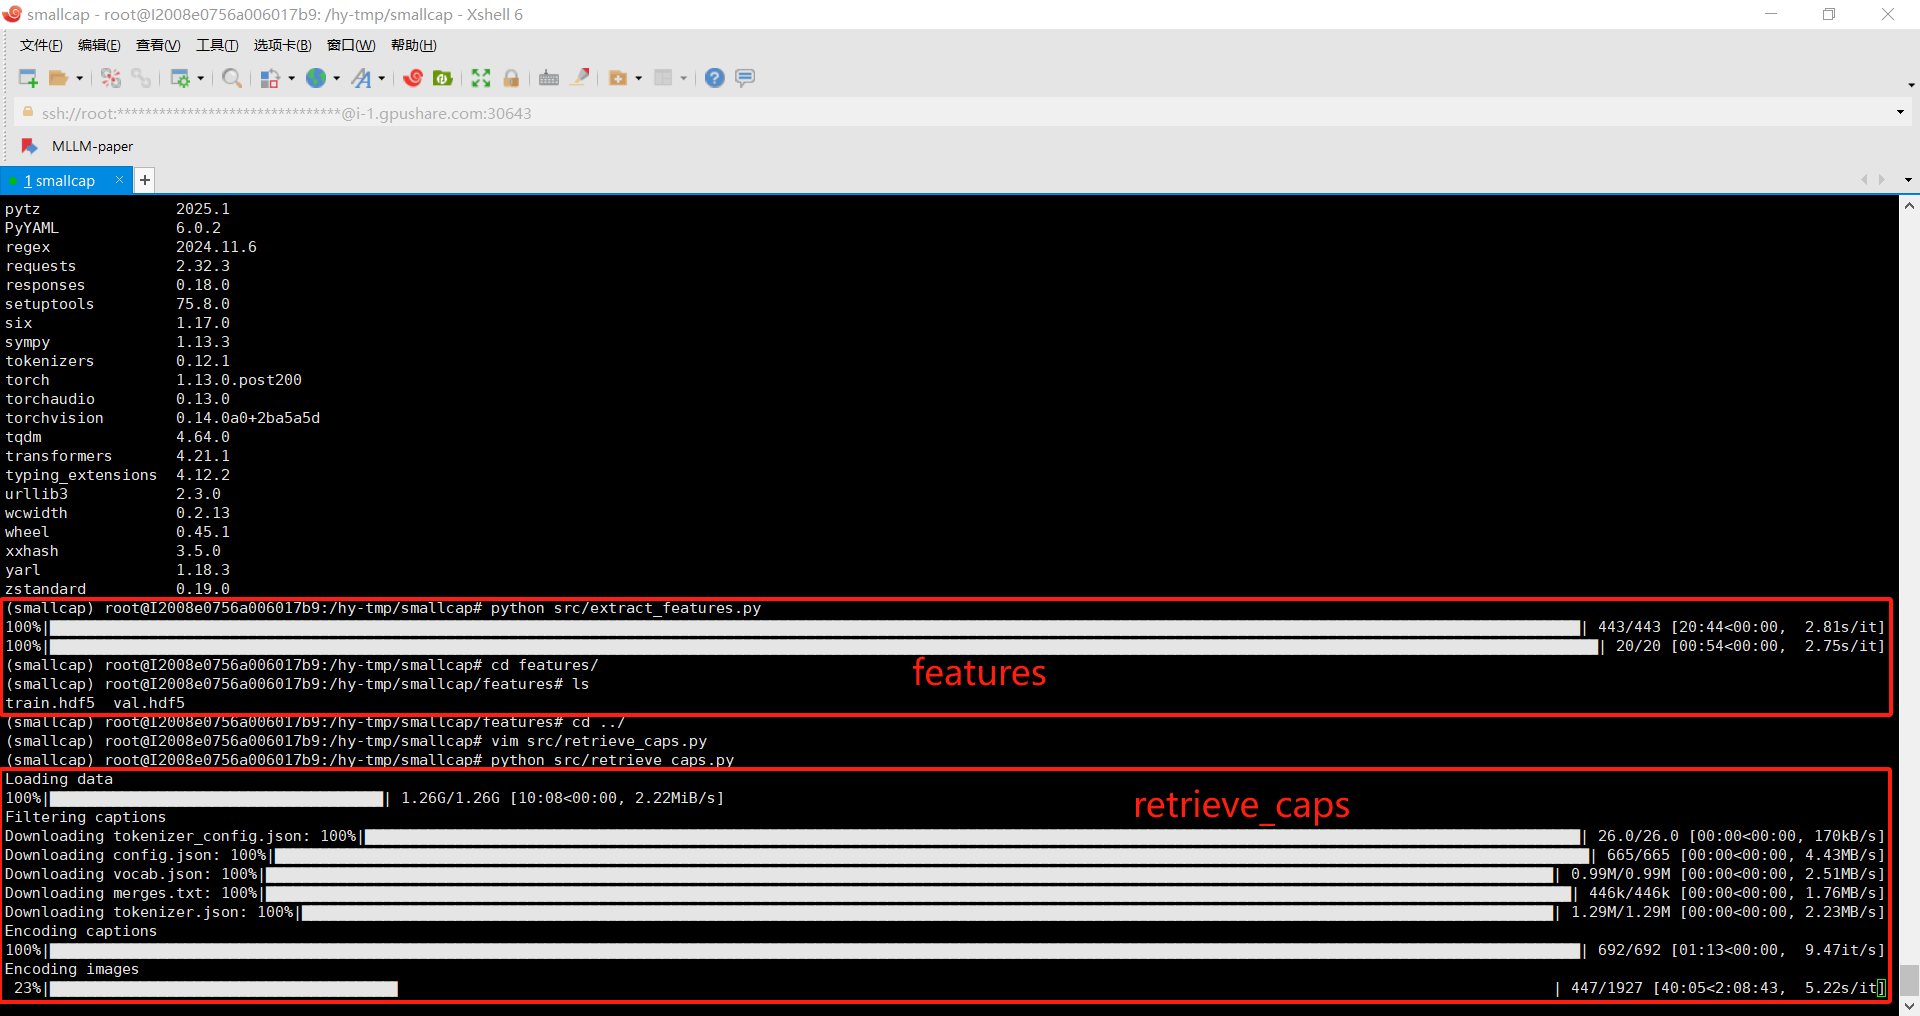 smallcap - root@I2008e0756a006017b9: /hy-tmp/smallcap - Xshell 6
文件(F) 编辑(E) 查看(V) 工具(T) 选项卡(B) 窗口(W) 帮助(H)
ssh://root:********************************@i-1.gpushare.com:30643
MLLM-paper
1 smallcap × +
pytz 2025.1
PyYAML 6.0.2
regex 2024.11.6
requests 2.32.3
responses 0.18.0
setuptools 75.8.0
six 1.17.0
sympy 1.13.3
tokenizers 0.12.1
torch 1.13.0.post200
torchaudio 0.13.0
torchvision 0.14.0a0+2ba5a5d
tqdm 4.64.0
transformers 4.21.1
typing_extensions 4.12.2
urllib3 2.3.0
wcwidth 0.2.13
wheel 0.45.1
xxhash 3.5.0
yarl 1.18.3
zstandard 0.19.0
(smallcap) root@I2008e0756a006017b9:/hy-tmp/smallcap# python src/extract_features.py
100%| | 443/443 [20:44<00:00, 2.81s/it]
100%| | 20/20 [00:54<00:00, 2.75s/it]
(smallcap) root@I2008e0756a006017b9:/hy-tmp/smallcap# cd features/
features
(smallcap) root@I2008e0756a006017b9:/hy-tmp/smallcap/features# ls
train.hdf5 val.hdf5
(smallcap) root@I2008e0756a006017b9:/hy-tmp/smallcap/features# cd ../
(smallcap) root@I2008e0756a006017b9:/hy-tmp/smallcap# vim src/retrieve_caps.py
(smallcap) root@I2008e0756a006017b9:/hy-tmp/smallcap# python src/retrieve_caps.py
Loading data
100%| | 1.26G/1.26G [10:08<00:00, 2.22MiB/s]
retrieve_caps
Filtering captions
Downloading tokenizer_config.json: 100%| | 26.0/26.0 [00:00<00:00, 170kB/s]
Downloading config.json: 100%| | 665/665 [00:00<00:00, 4.43MB/s]
Downloading vocab.json: 100%| | 0.99M/0.99M [00:00<00:00, 2.51MB/s]
Downloading merges.txt: 100%| | 446k/446k [00:00<00:00, 1.76MB/s]
Downloading tokenizer.json: 100%| | 1.29M/1.29M [00:00<00:00, 2.23MB/s]
Encoding captions
100%| | 692/692 [01:13<00:00, 9.47it/s]
Encoding images
23%| | 447/1927 [40:05<2:08:43, 5.22s/it]